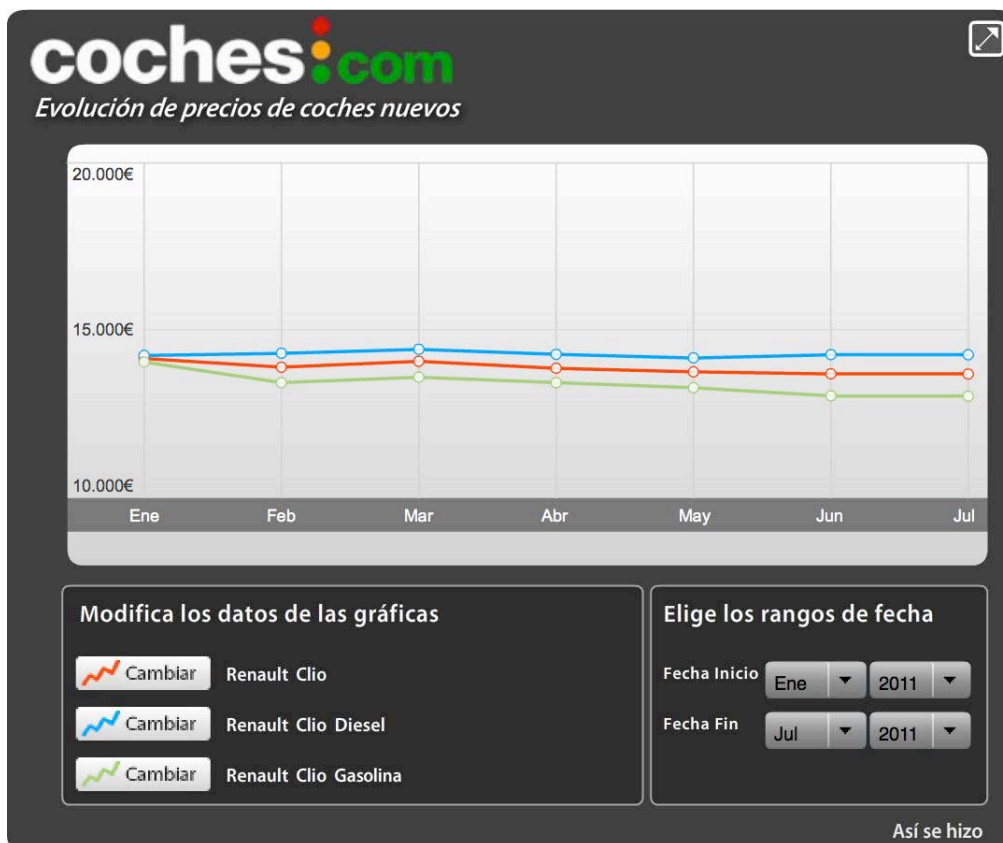 coches.com
Evolución de precios de coches nuevos
20.000€
15.000€
10.000€
Ene Feb Mar Abr May Jun Jul
Modifica los datos de las gráficas
Cambiar Renault Clio
Cambiar Renault Clio Diesel
Cambiar Renault Clio Gasolina
Elige los rangos de fecha
Fecha Inicio Ene 2011
Fecha Fin Jul 2011
Así se hizo